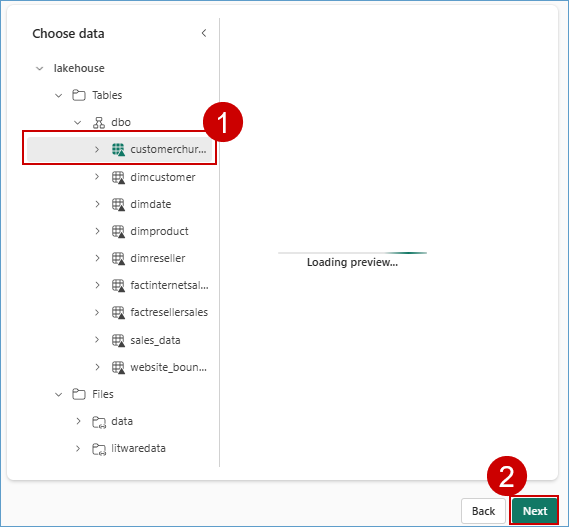 Choose data
lakehouse
Tables
dbo
1
customerchur...
dimcustomer
dimdate
dimproduct
dimreseller
factinternetsal...
factresellersales
sales_data
website_boun...
Files
data
litwaredata
Loading preview...
2
Back
Next